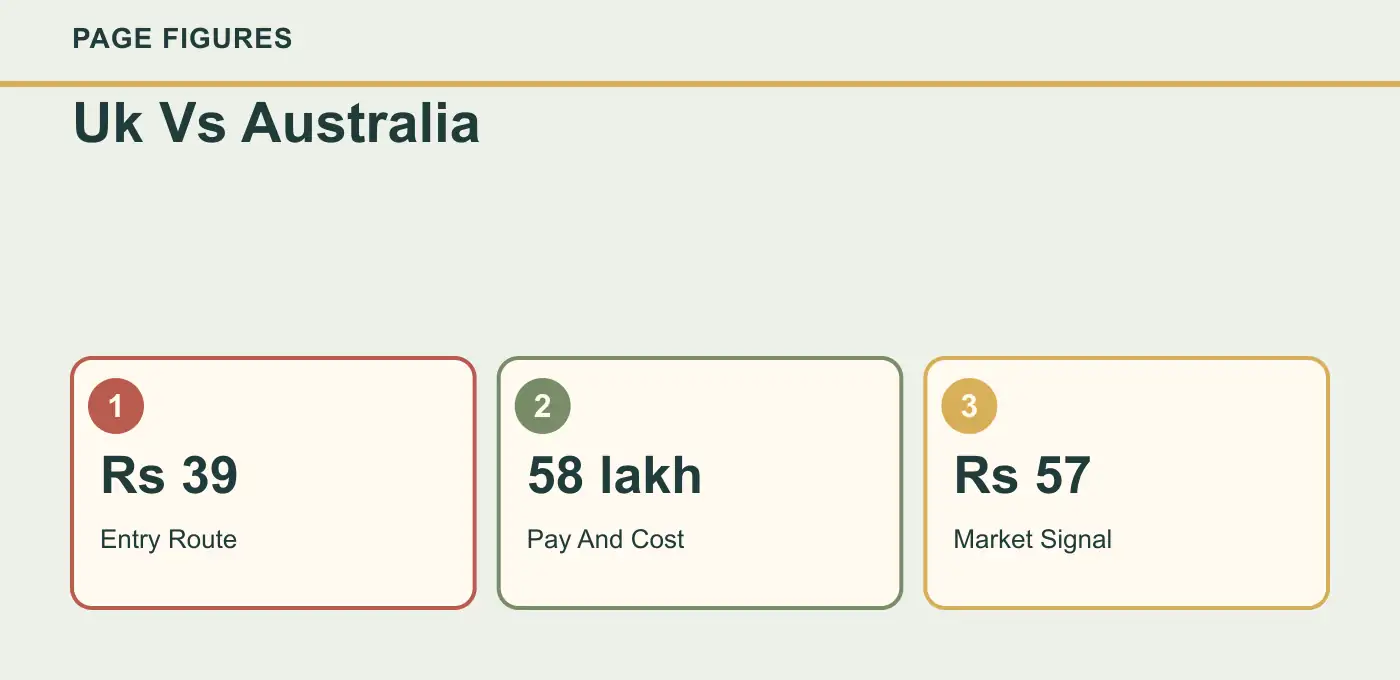 PAGE FIGURES
Uk Vs Australia
1
Rs 39
Entry Route
2
58 lakh
Pay And Cost
3
Rs 57
Market Signal